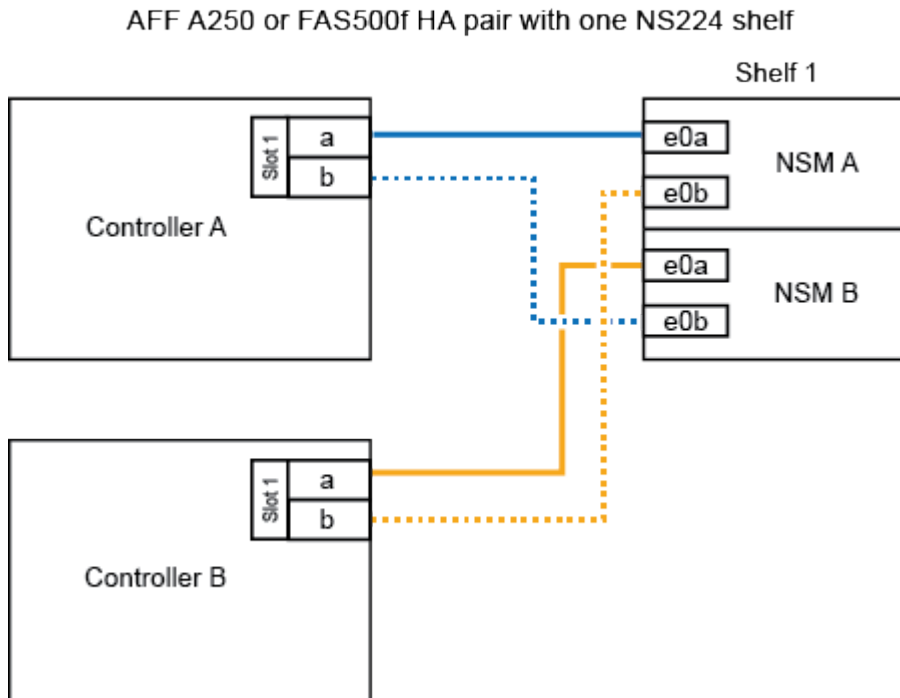 AFF A250 or FAS500f HA pair with one NS224 shelf
Shelf 1
Slot 1
a
b
Controller A
e0a
e0b
NSM A
e0a
e0b
NSM B
Slot 1
a
b
Controller B